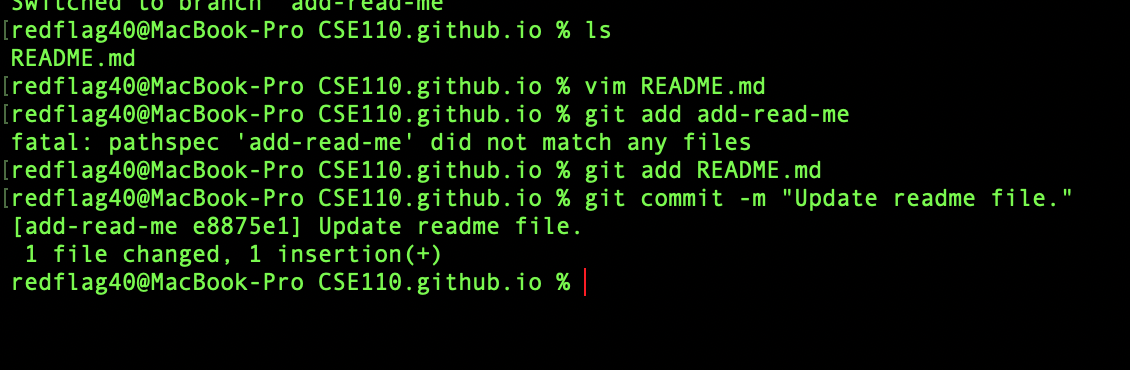 Switched to branch 'add-read-me'
[redflag40@MacBook-Pro CSE110.github.io % ls
README.md
[redflag40@MacBook-Pro CSE110.github.io % vim README.md
[redflag40@MacBook-Pro CSE110.github.io % git add add-read-me
fatal: pathspec 'add-read-me' did not match any files
[redflag40@MacBook-Pro CSE110.github.io % git add README.md
[redflag40@MacBook-Pro CSE110.github.io % git commit -m "Update readme file."
[add-read-me e8875e1] Update readme file.
 1 file changed, 1 insertion(+)
redflag40@MacBook-Pro CSE110.github.io %